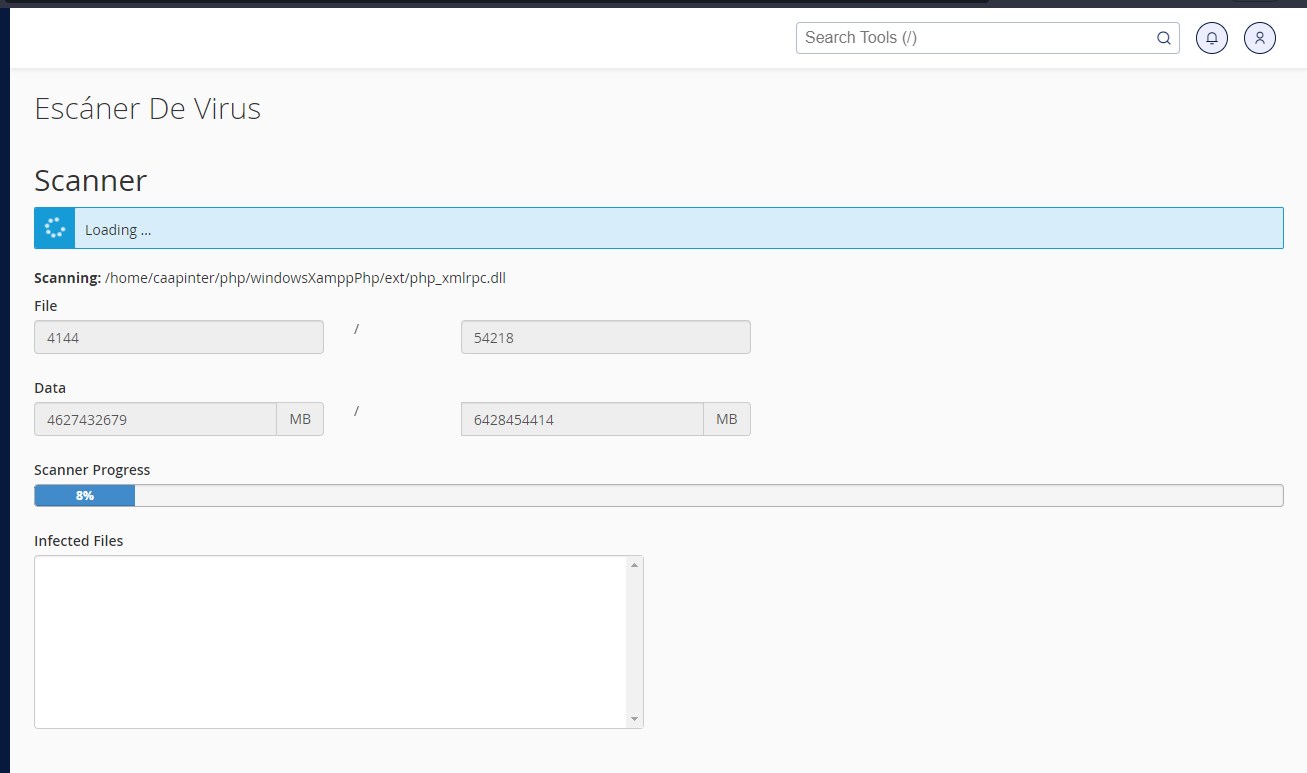 Search Tools (/)
Escáner De Virus
Scanner
Loading ...
Scanning: /home/caapinter/php/windowsXamppPhp/ext/php_xmlrpc.dll
File
4144 / 54218
Data
4627432679 MB / 6428454414 MB
Scanner Progress
8%
Infected Files